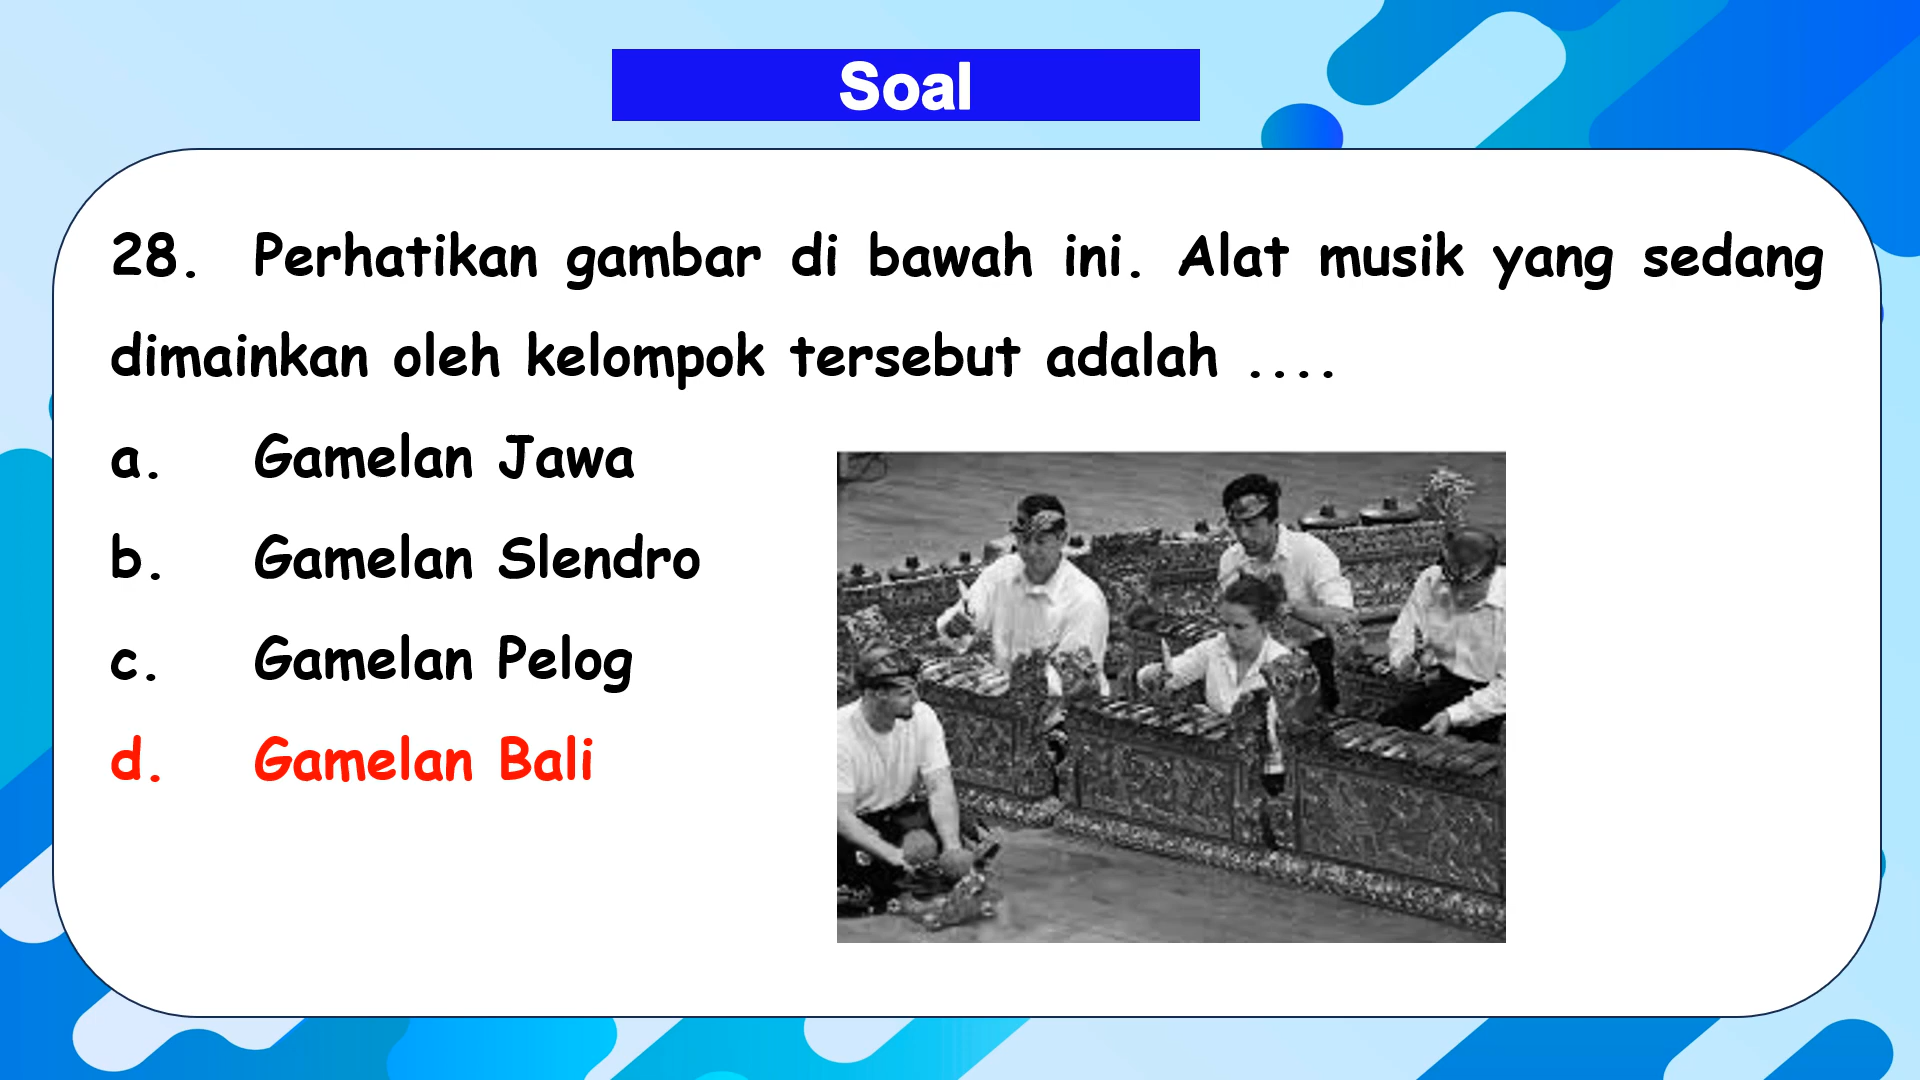 Soal
28. Perhatikan gambar di bawah ini. Alat musik yang sedang
dimainkan oleh kelompok tersebut adalah ....
a. Gamelan Jawa
b. Gamelan Slendro
c. Gamelan Pelog
d. Gamelan Bali